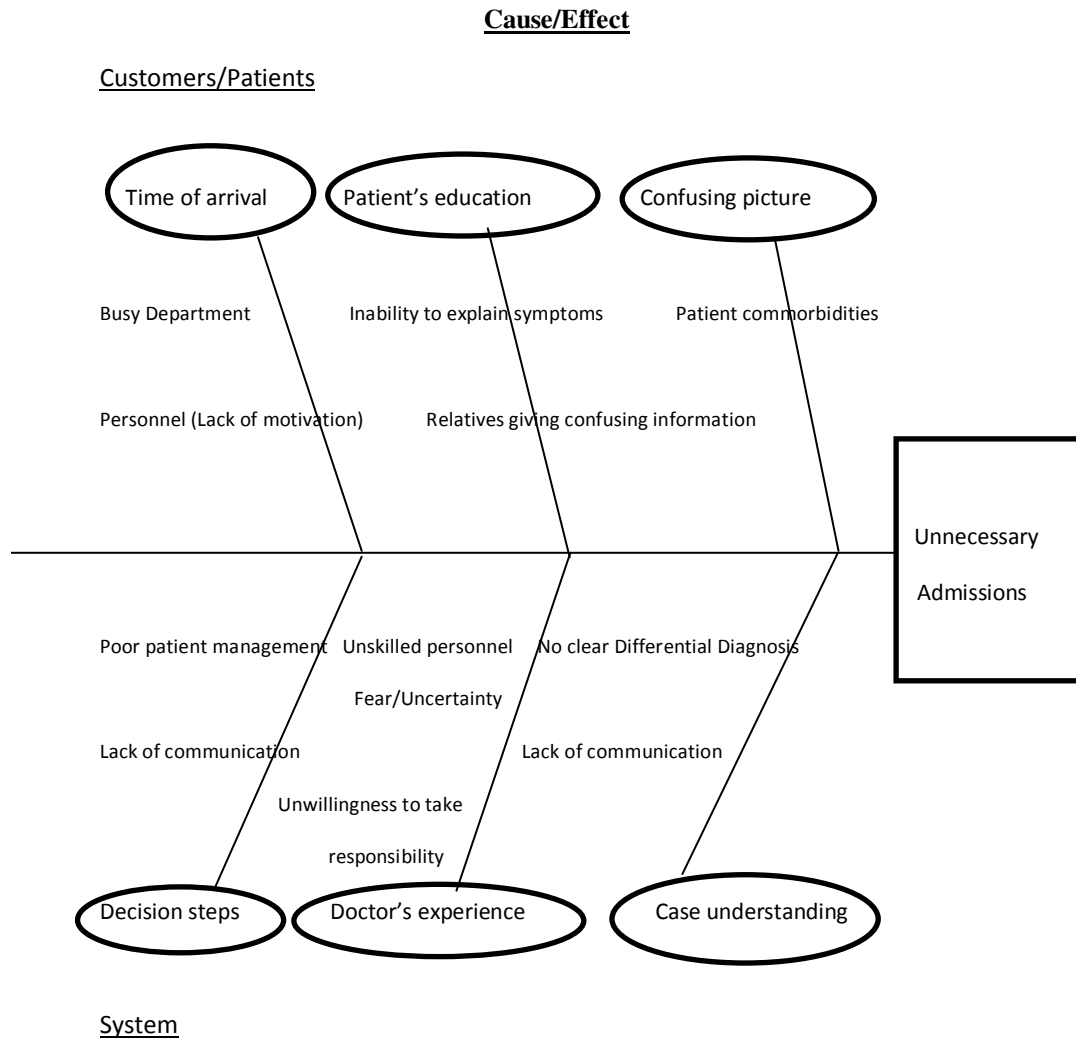 Cause/Effect
Customers/Patients
Time of arrival
Patient’s education
Confusing picture
Busy Department
Inability to explain symptoms
Patient commorbidities
Personnel (Lack of motivation)
Relatives giving confusing information
Unnecessary
Admissions
Poor patient management
Unskilled personnel
No clear Differential Diagnosis
Fear/Uncertainty
Lack of communication
Lack of communication
Unwillingness to take
responsibility
Decision steps
Doctor’s experience
Case understanding
System